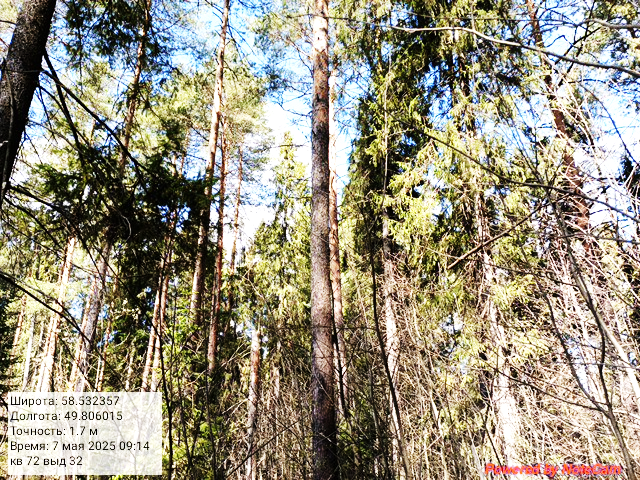 Широта: 58.532357
Долгота: 49.806015
Точность: 1.7 м
Время: 7 мая 2025 09:14
кв 72 выд 32
Powered by NoteCam